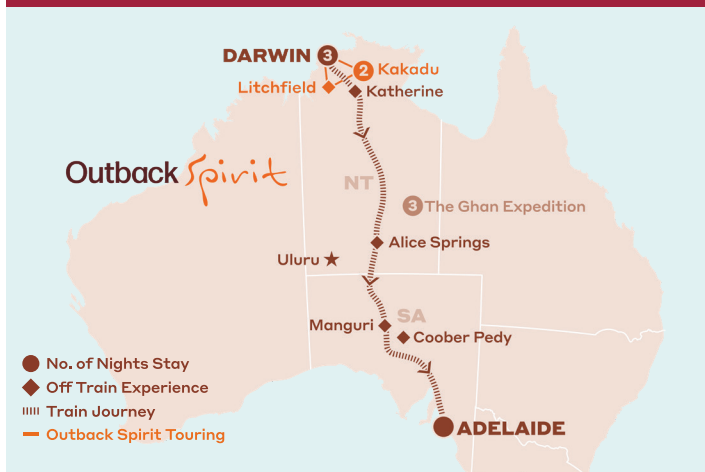 DARWIN 3
2 Kakadu
Litchfield
Katherine
Outback Spirit
NT
3 The Ghan Expedition
Alice Springs
Uluru
SA
Manguri
Coober Pedy
No. of Nights Stay
Off Train Experience
Train Journey
Outback Spirit Touring
ADELAIDE